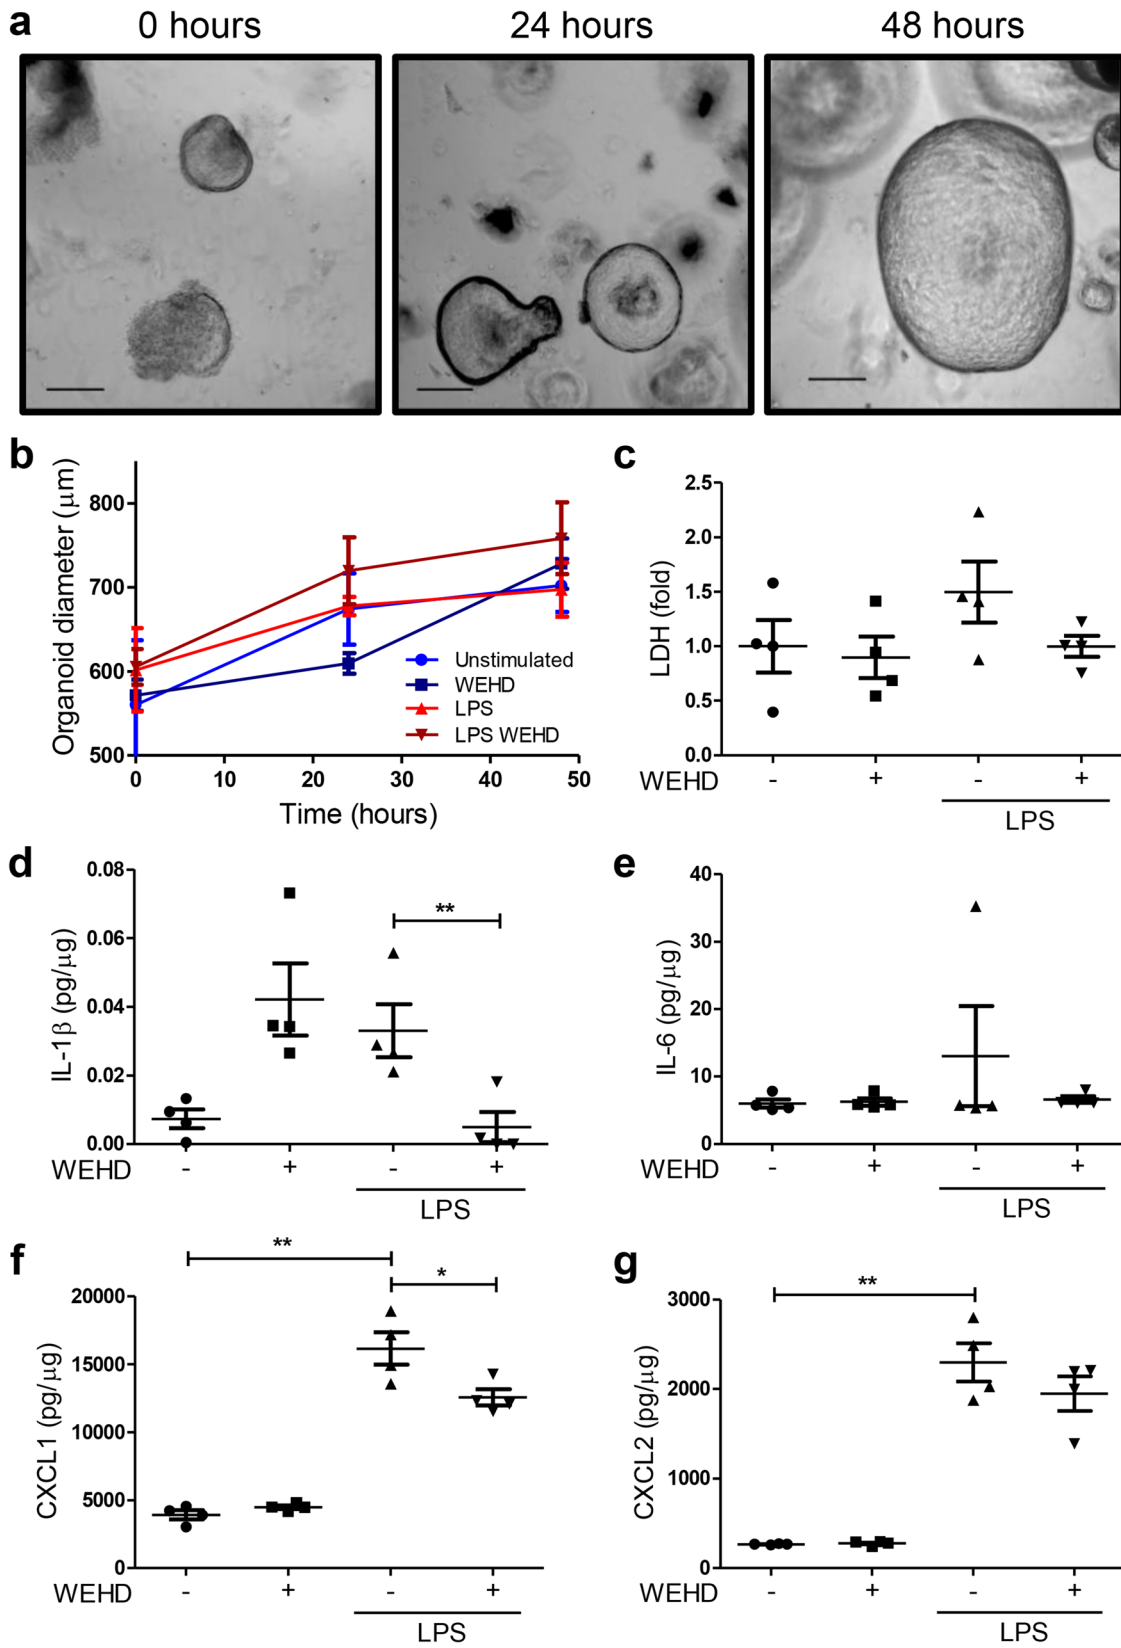 a
0 hours
24 hours
48 hours
b
Organoid diameter (μm)
800
700
600
500
0
10
20
30
40
50
Time (hours)
Unstimulated
WEHD
LPS
LPS WEHD
c
LDH (fold)
2.5
2.0
1.5
1.0
0.5
0.0
WEHD - + - +
LPS
d
IL-1β (pg/μg)
0.08
0.06
0.04
0.02
0.00
**
WEHD - + - +
LPS
e
IL-6 (pg/μg)
40
30
20
10
0
WEHD - + - +
LPS
f
CXCL1 (pg/μg)
20000
15000
10000
5000
0
**
*
WEHD - + - +
LPS
g
CXCL2 (pg/μg)
3000
2000
1000
0
**
WEHD - + - +
LPS